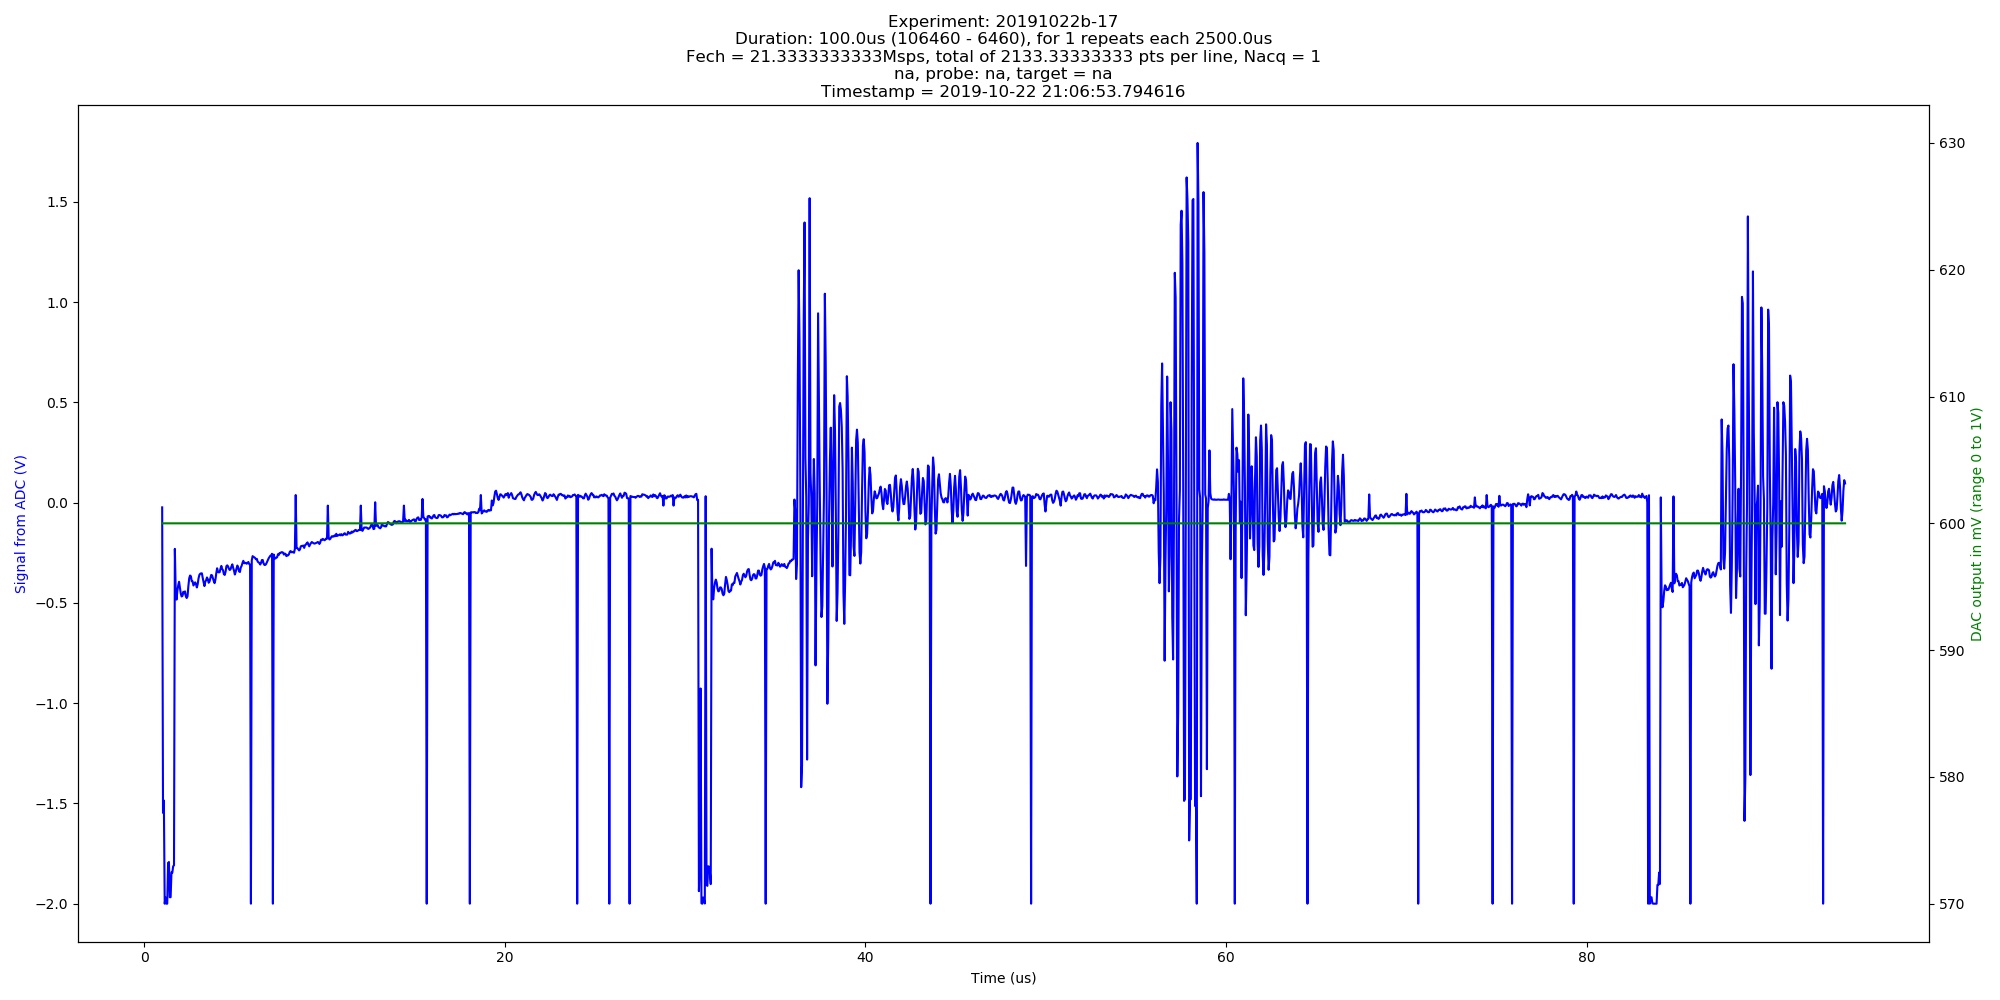 Experiment: 20191022b-17
Duration: 100.0us (106460 - 6460), for 1 repeats each 2500.0us
Fech = 21.3333333333Msps, total of 2133.33333333 pts per line, Nacq = 1
na, probe: na, target = na
Timestamp = 2019-10-22 21:06:53.794616
Signal from ADC (V)
1.5
1.0
0.5
0.0
−0.5
−1.0
−1.5
−2.0
630
620
610
600
590
580
570
DAC output in mV (range 0 to 1V)
0
20
40
60
80
Time (us)